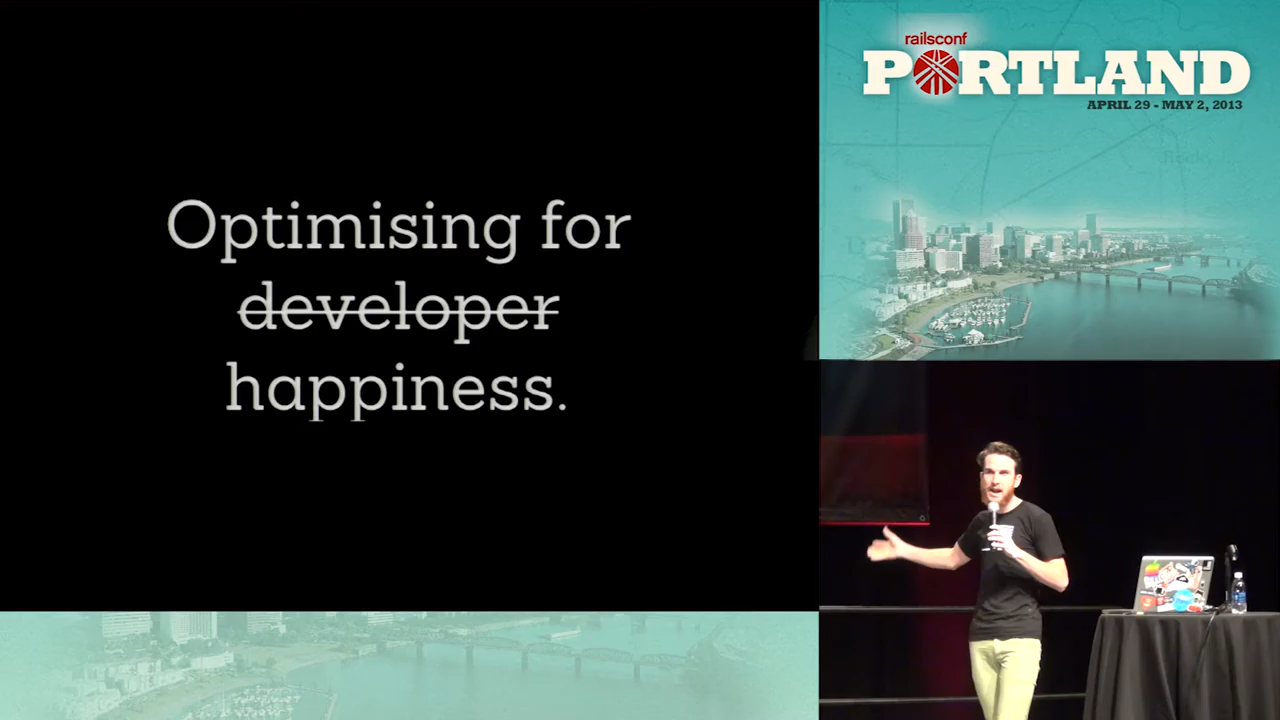 Optimising for
developer
happiness.
railsconf
PORTLAND
APRIL 29 - MAY 2, 2013